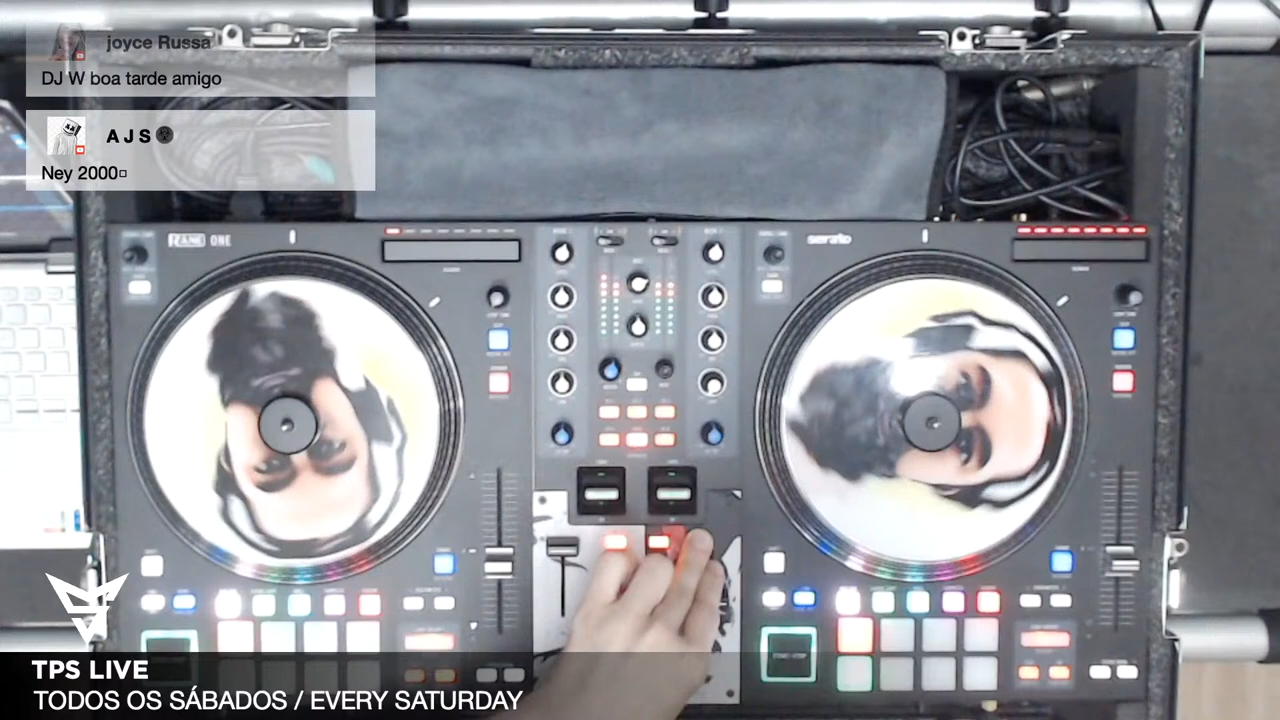 joyce Russa
DJ W boa tarde amigo
A J S
Ney 2000
RANE ONE
serato
TPS LIVE
TODOS OS SÁBADOS / EVERY SATURDAY